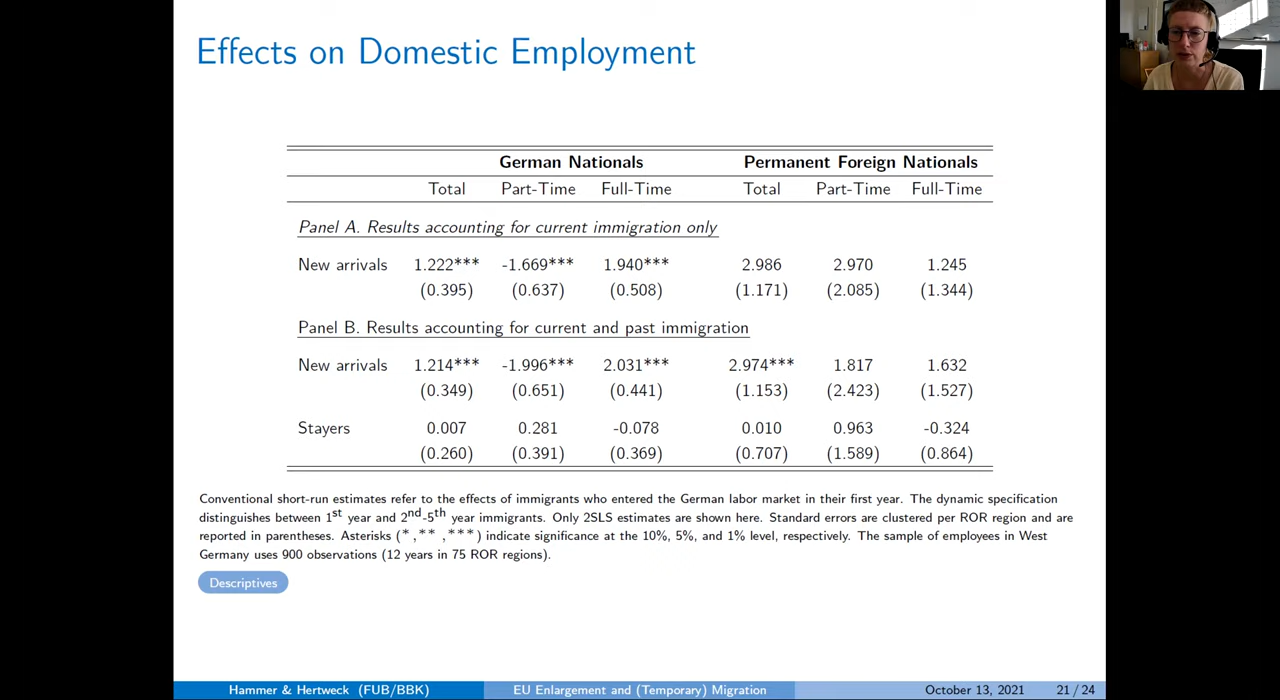 Effects on Domestic Employment
German Nationals Permanent Foreign Nationals
Total Part-Time Full-Time Total Part-Time Full-Time
Panel A. Results accounting for current immigration only
New arrivals 1.222*** -1.669*** 1.940*** 2.986 2.970 1.245
(0.395) (0.637) (0.508) (1.171) (2.085) (1.344)
Panel B. Results accounting for current and past immigration
New arrivals 1.214*** -1.996*** 2.031*** 2.974*** 1.817 1.632
(0.349) (0.651) (0.441) (1.153) (2.423) (1.527)
Stayers 0.007 0.281 -0.078 0.010 0.963 -0.324
(0.260) (0.391) (0.369) (0.707) (1.589) (0.864)
Conventional short-run estimates refer to the effects of immigrants who entered the German labor market in their first year. The dynamic specification
distinguishes between 1st year and 2nd-5th year immigrants. Only 2SLS estimates are shown here. Standard errors are clustered per ROR region and are
reported in parentheses. Asterisks (*,**,***) indicate significance at the 10%, 5%, and 1% level, respectively. The sample of employees in West
Germany uses 900 observations (12 years in 75 ROR regions).
Descriptives
Hammer & Hertweck (FUB/BBK) EU Enlargement and (Temporary) Migration October 13, 2021 21 / 24